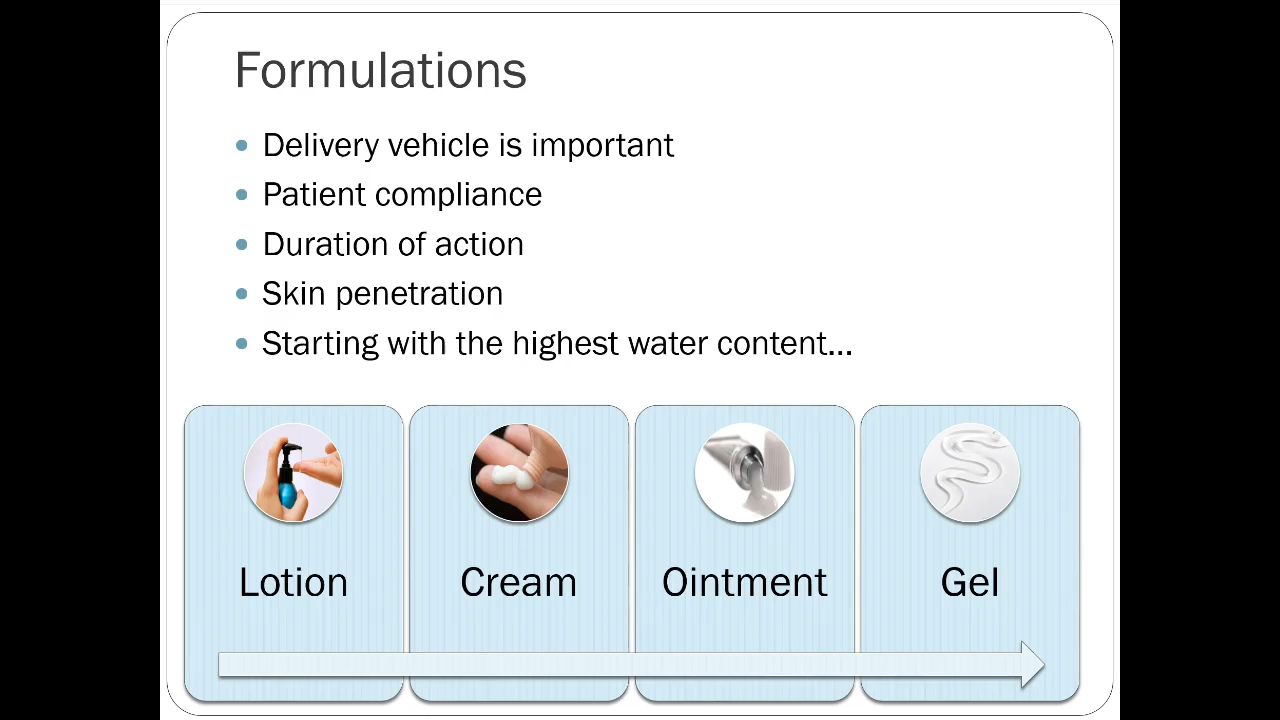 Formulations
Delivery vehicle is important
Patient compliance
Duration of action
Skin penetration
Starting with the highest water content...
Lotion
Cream
Ointment
Gel